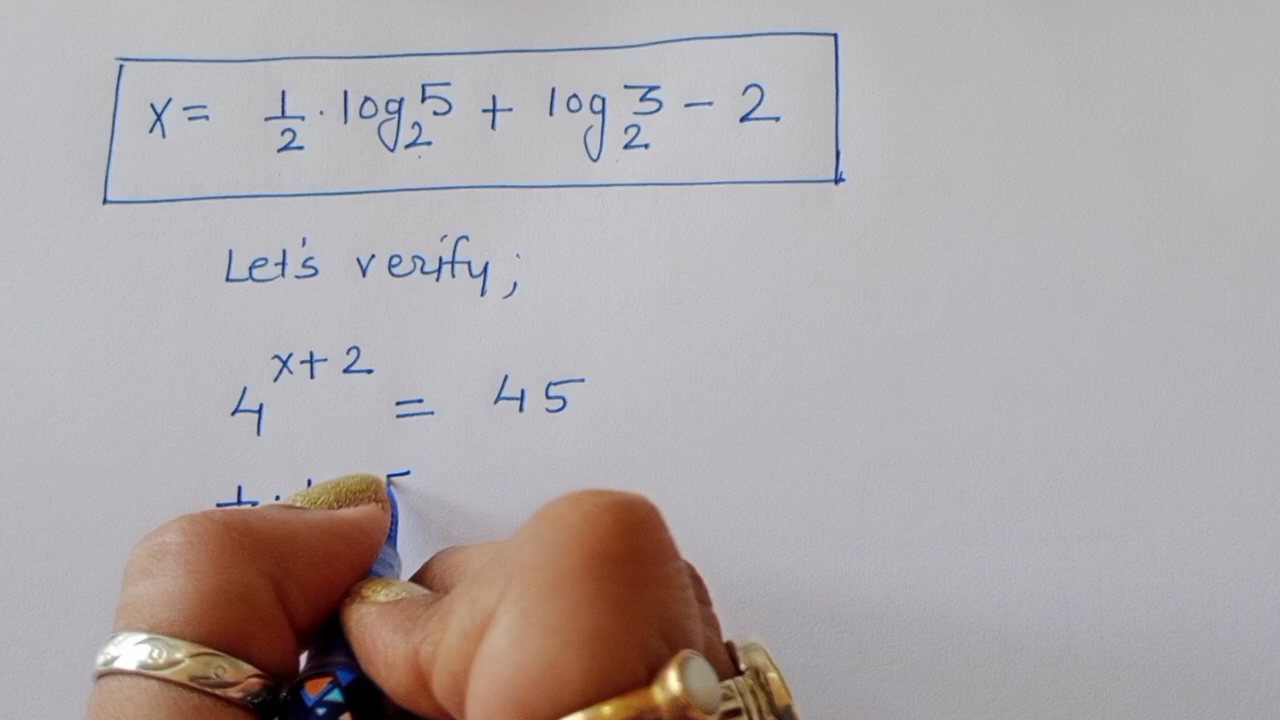 x = 1/2 · log₂5 + log₂3 - 2
Let's verify;
4^(x+2) = 45